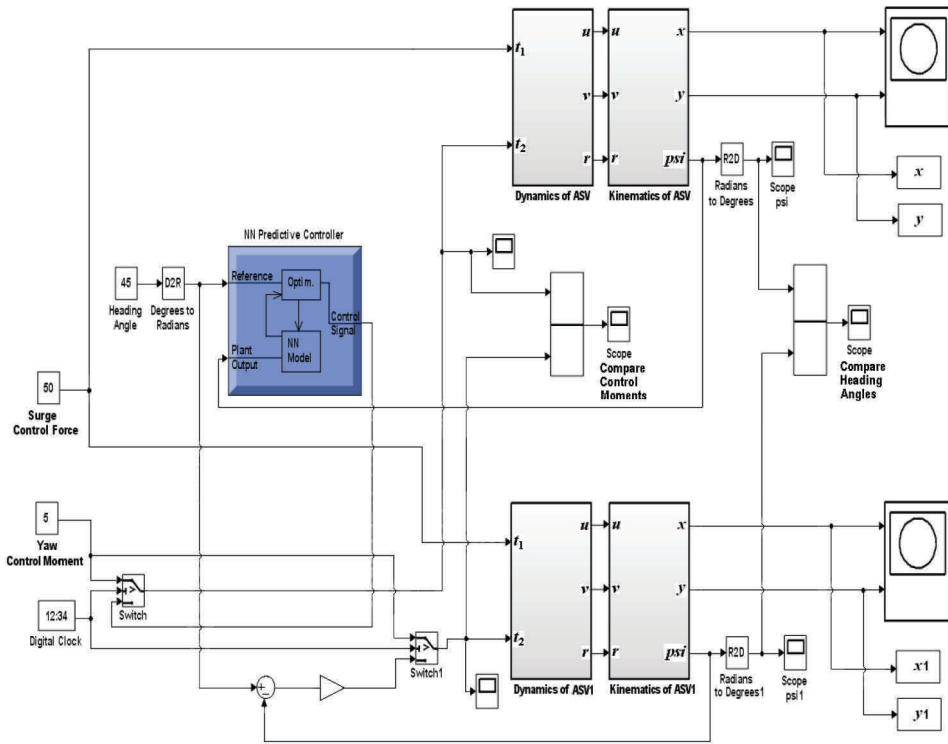 t1
t2
u
v
r
u
v
r
x
y
psi
Dynamics of ASV
Kinematics of ASV
R2D
Radians
to Degrees
Scope
psi
x
y
NN Predictive Controller
Reference
Optim.
Control
Signal
NN
Model
Plant
Output
45
Heading
Angle
D2R
Degrees to
Radians
Scope
Compare
Control
Moments
Scope
Compare
Heading
Angles
50
Surge
Control Force
5
Yaw
Control Moment
12:34
Digital Clock
>
Switch
>
Switch1
+
−
t1
t2
u
v
r
u
v
r
x
y
psi
Dynamics of ASV1
Kinematics of ASV1
R2D
Radians
to Degrees1
Scope
psi1
x1
y1